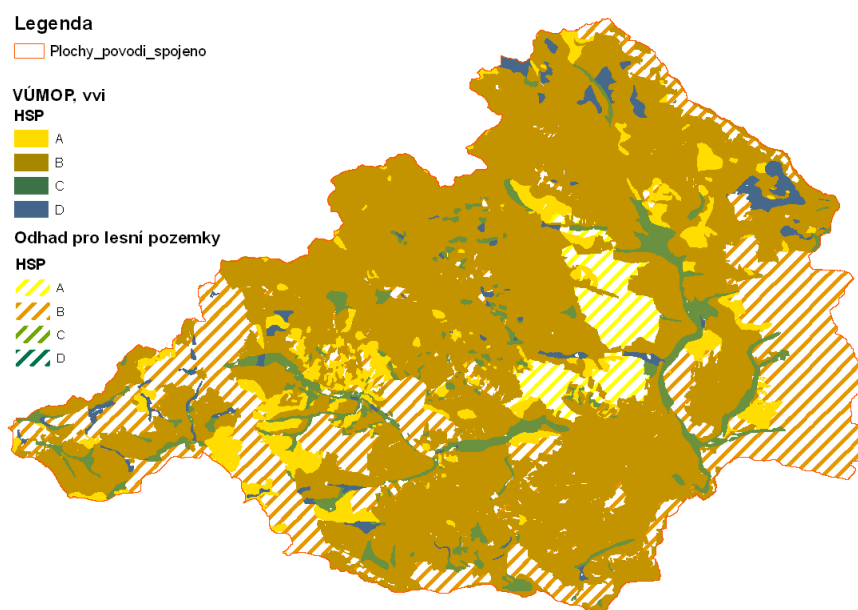 Legenda
Plochy_povodi_spojeno
VÚMOP, vvi
HSP
A
B
C
D
Odhad pro lesní pozemky
HSP
A
B
C
D